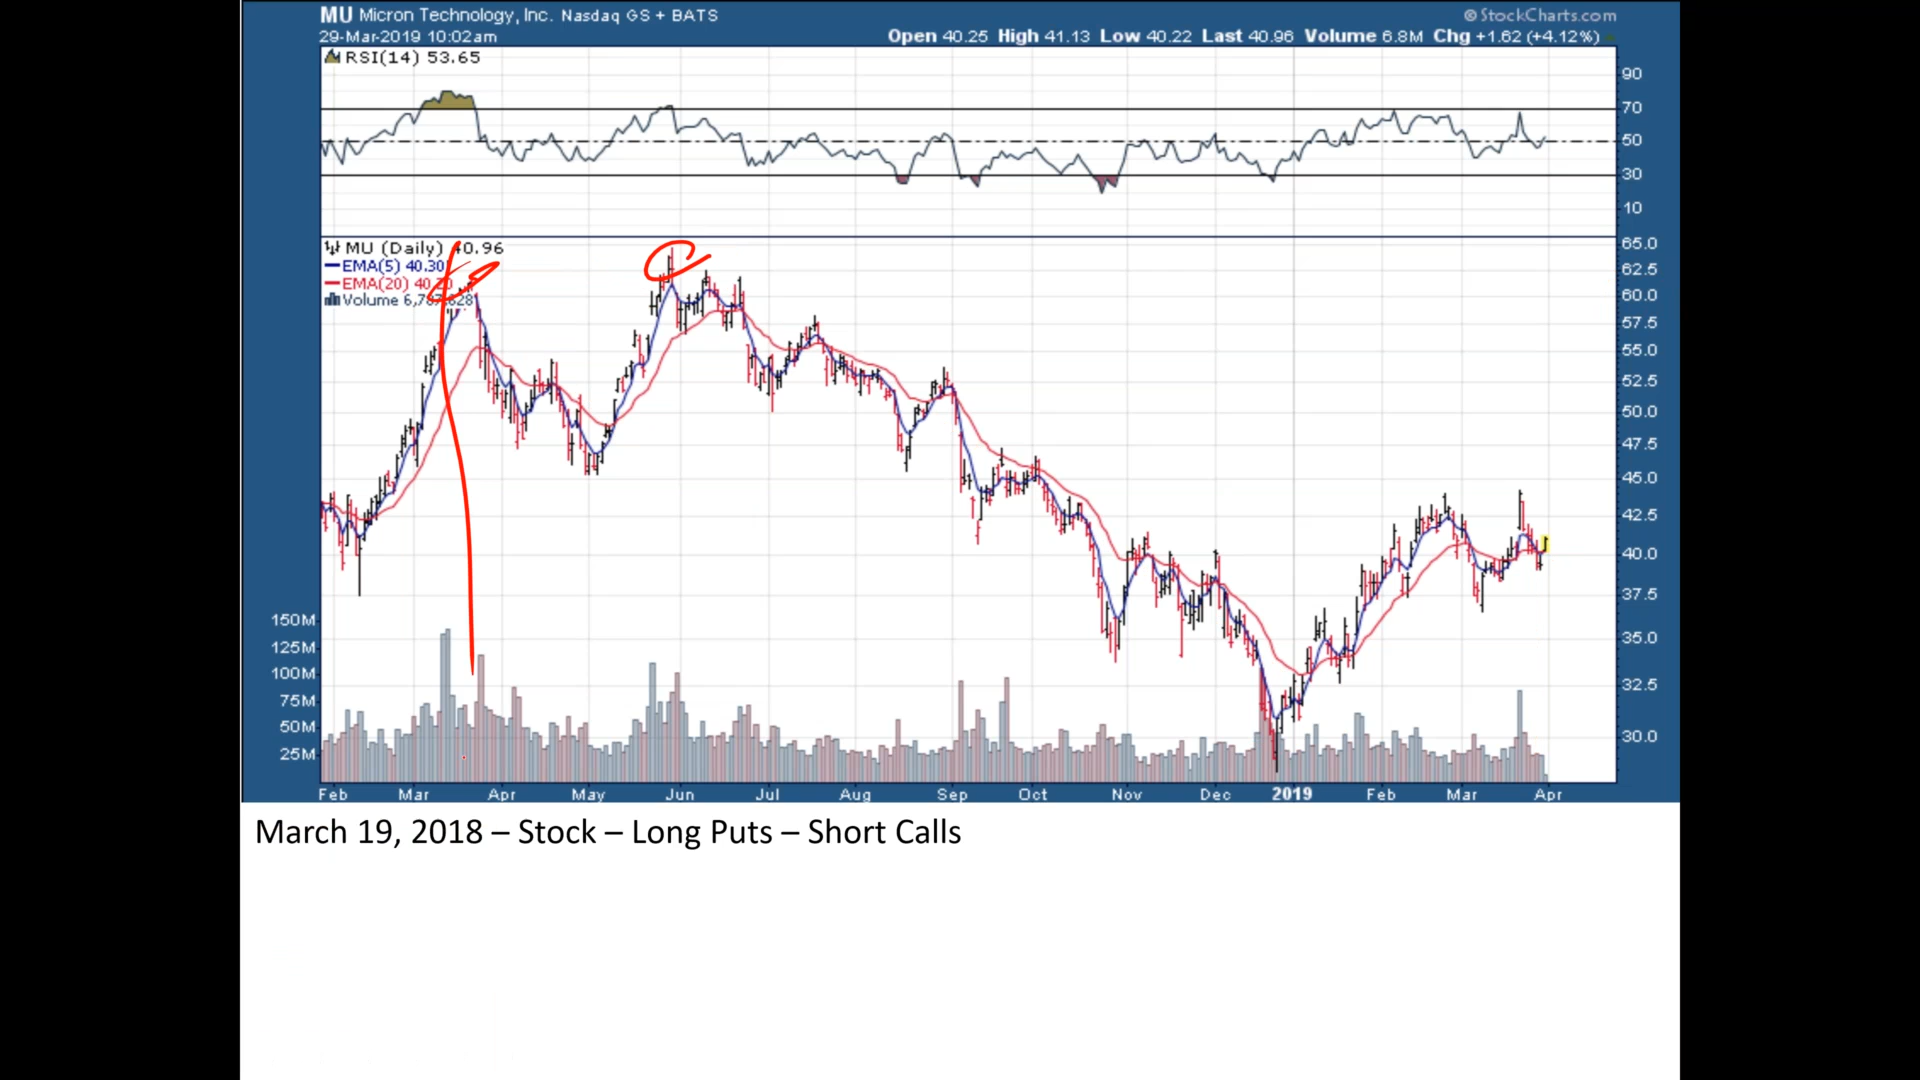 MU Micron Technology, Inc. Nasdaq GS + BATS
© StockCharts.com
29-Mar-2019 10:02am
Open 40.25 High 41.13 Low 40.22 Last 40.96 Volume 6.8M Chg +1.62 (+4.12%)
RSI(14) 53.65
90
70
50
30
10
MU (Daily) 40.96
EMA(5) 40.30
EMA(20)
Volume
65.0
62.5
60.0
57.5
55.0
52.5
50.0
47.5
45.0
42.5
40.0
37.5
35.0
32.5
30.0
150M
125M
100M
75M
50M
25M
Feb Mar Apr May Jun Jul Aug Sep Oct Nov Dec 2019 Feb Mar Apr
March 19, 2018 – Stock – Long Puts – Short Calls